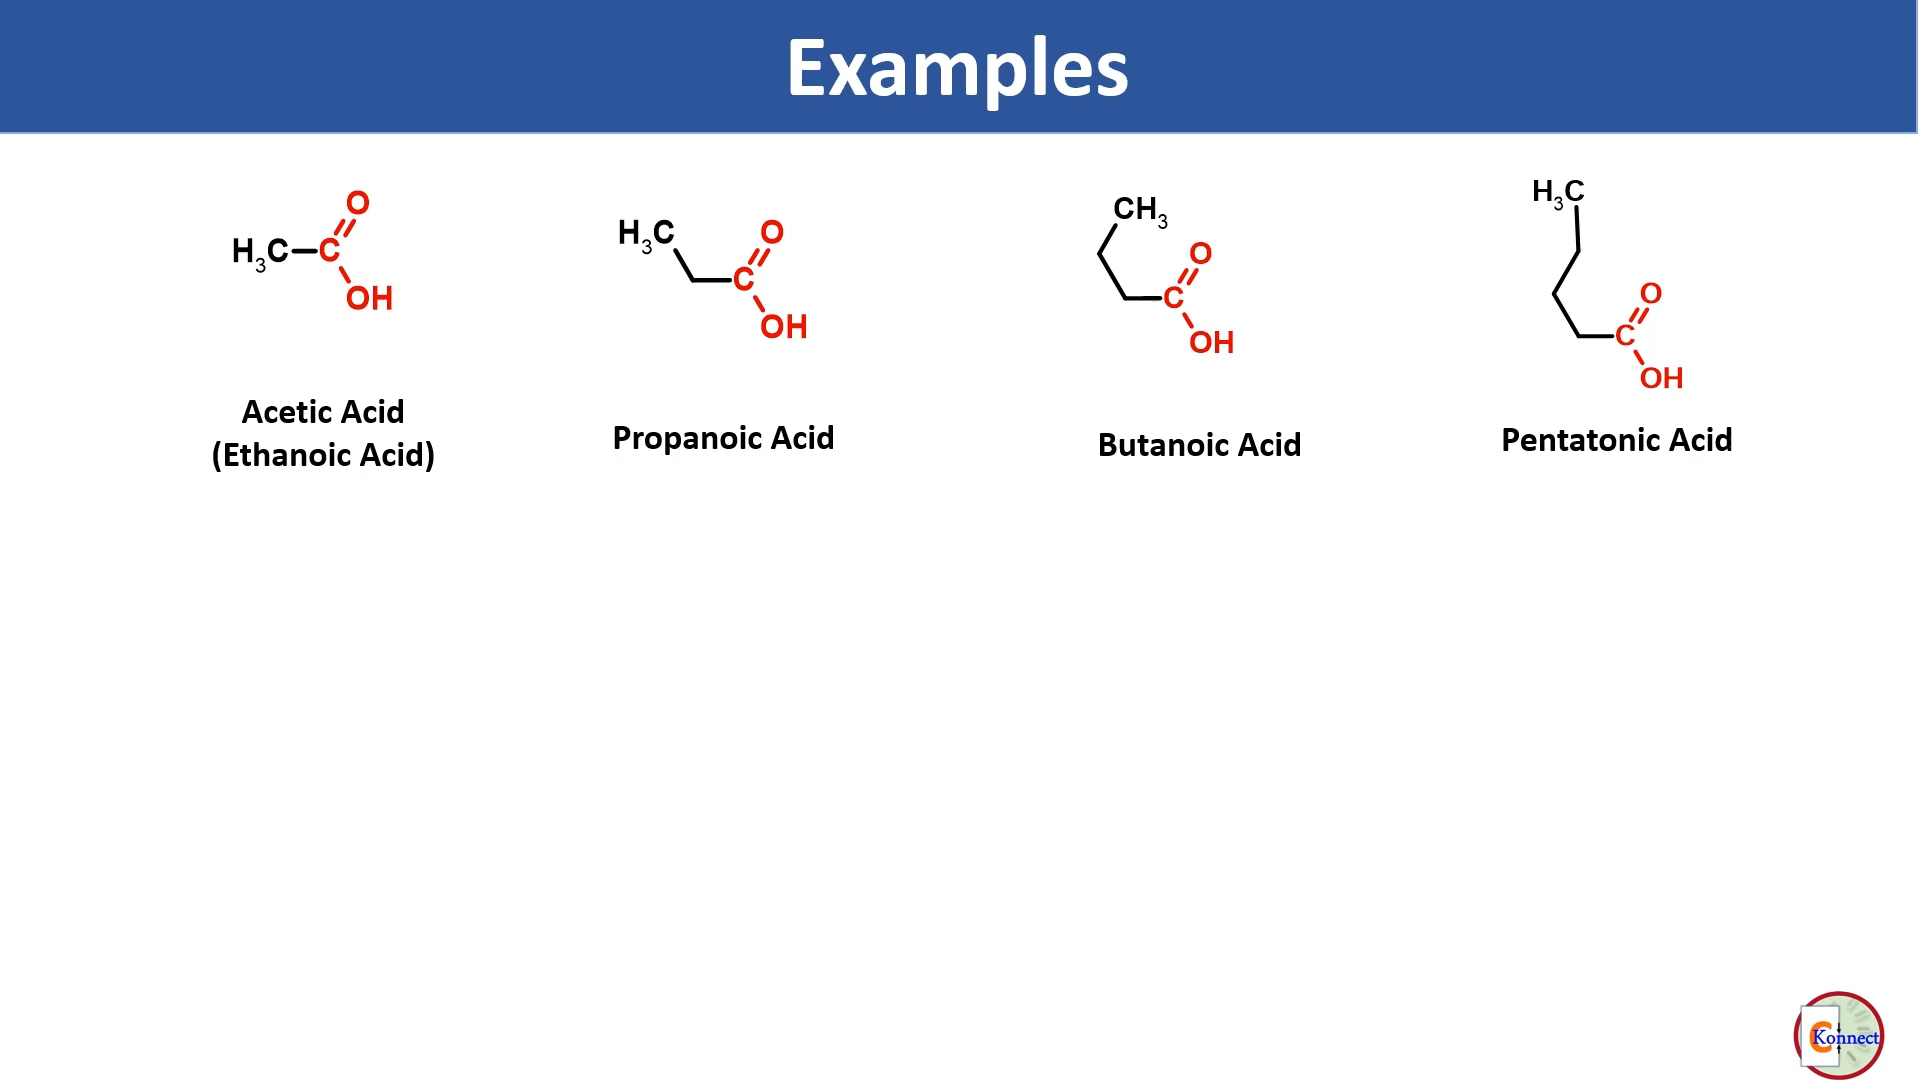 Examples
H₃C C O OH
H₃C C O OH
CH₃ C O OH
H₃C C O OH
Acetic Acid
(Ethanoic Acid)
Propanoic Acid
Butanoic Acid
Pentatonic Acid
C Konnect